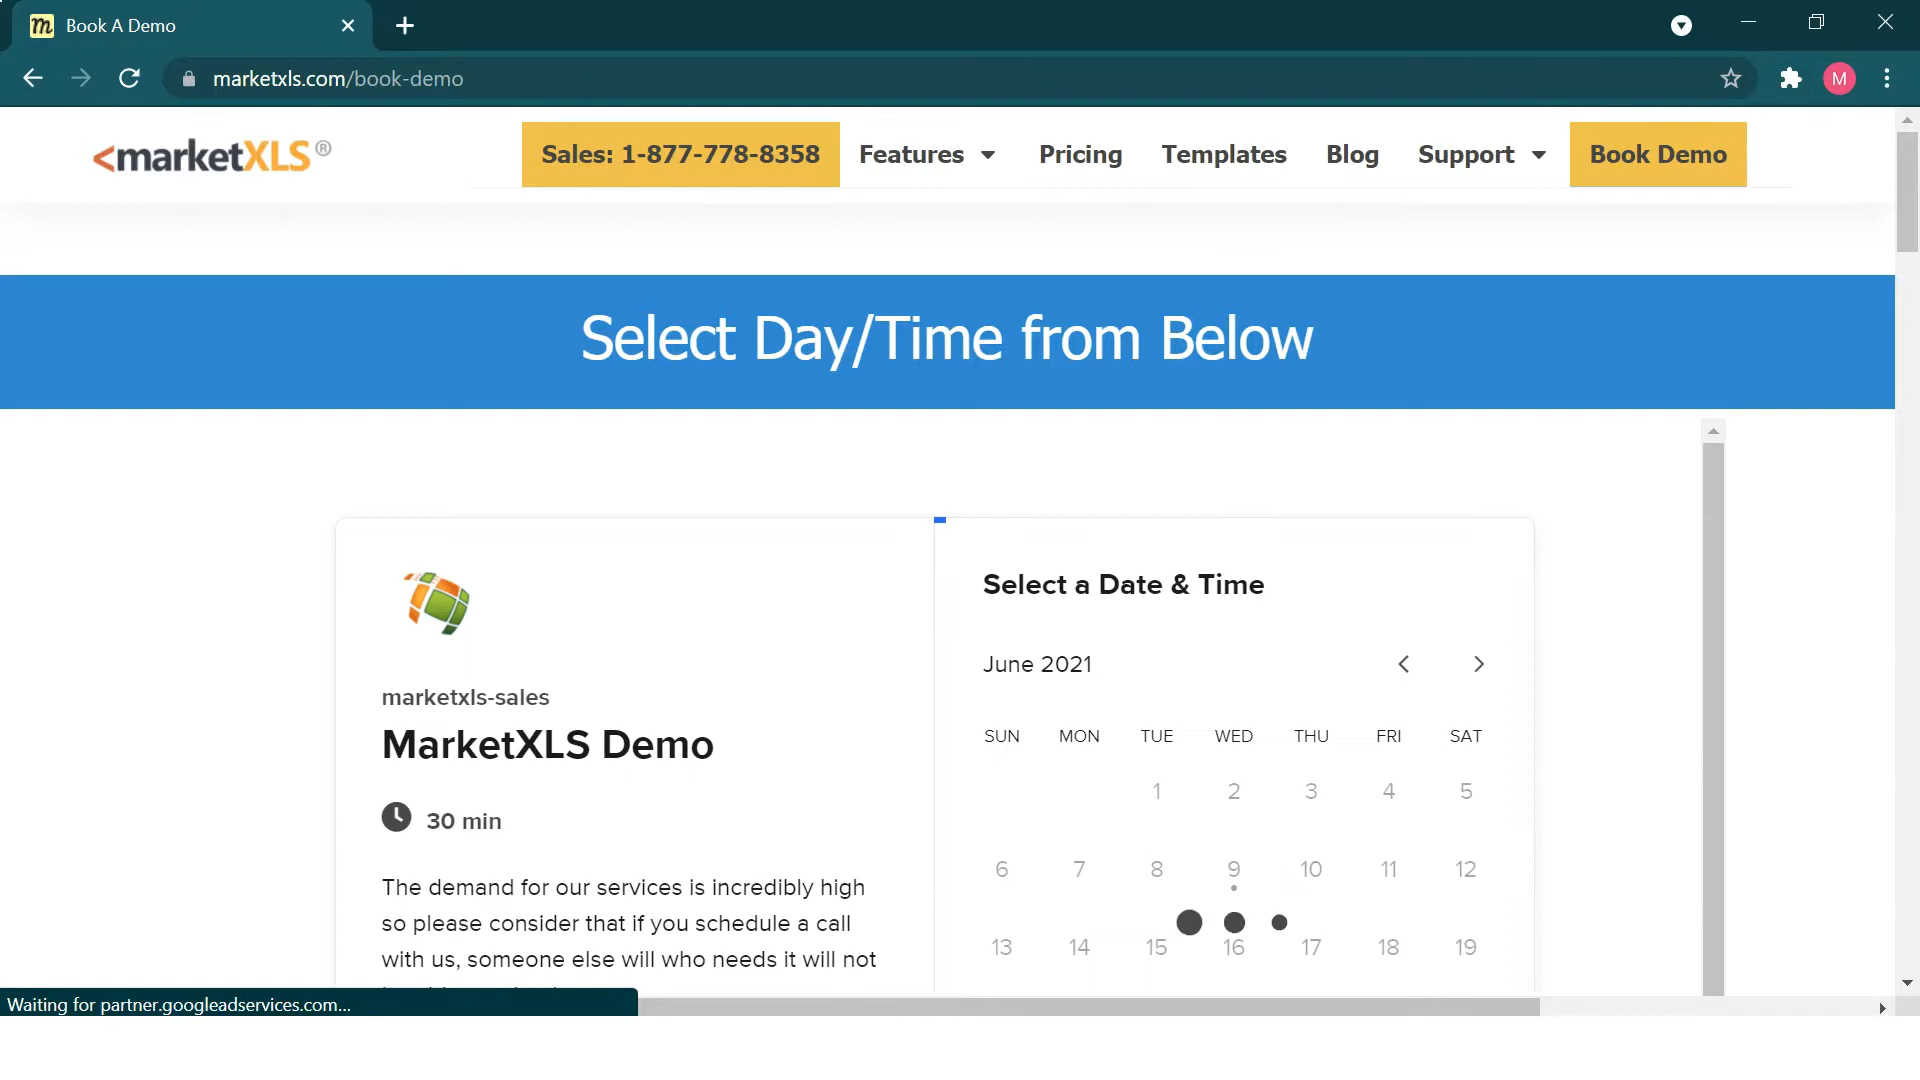 Book A Demo
marketxls.com/book-demo
M
<marketXLS®
Sales: 1-877-778-8358
Features
Pricing
Templates
Blog
Support
Book Demo
Select Day/Time from Below
marketxls-sales
MarketXLS Demo
30 min
The demand for our services is incredibly high
so please consider that if you schedule a call
with us, someone else will who needs it will not
Select a Date & Time
June 2021
SUN MON TUE WED THU FRI SAT
1 2 3 4 5
6 7 8 9 10 11 12
13 14 15 16 17 18 19
Waiting for partner.googleadservices.com...